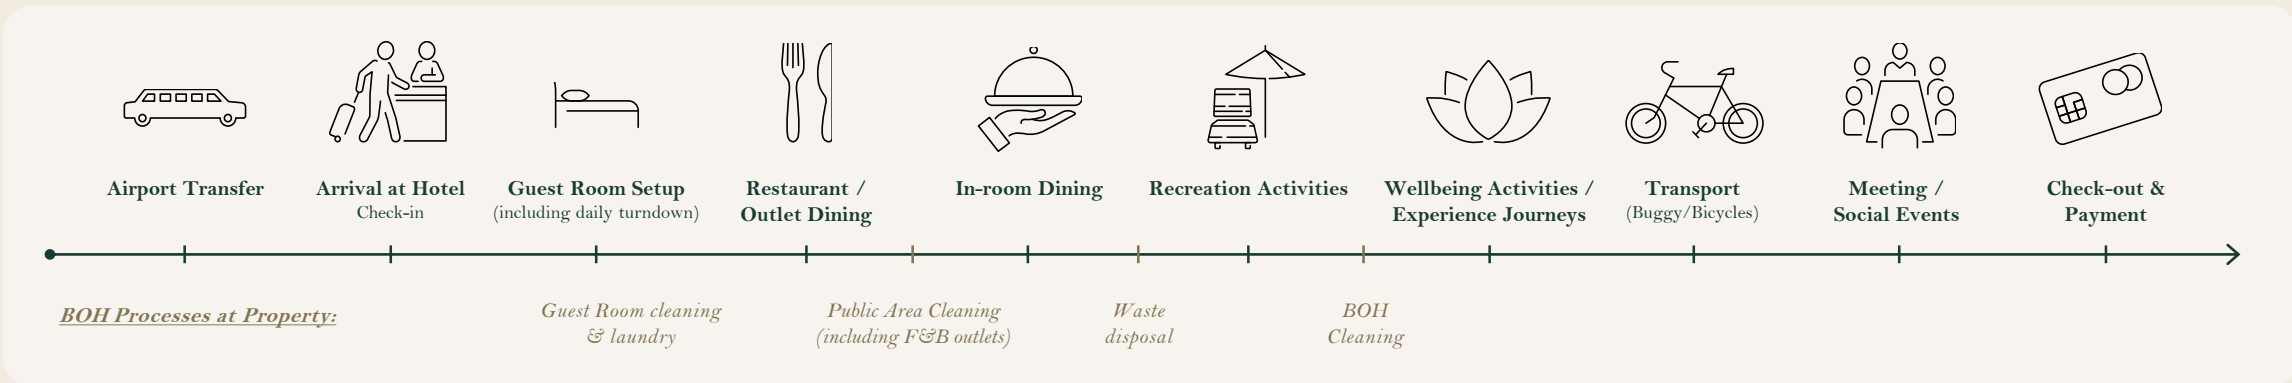 Airport Transfer
Arrival at Hotel
Check-in
Guest Room Setup
(including daily turndown)
Restaurant /
Outlet Dining
In-room Dining
Recreation Activities
Wellbeing Activities /
Experience Journeys
Transport
(Buggy/Bicycles)
Meeting /
Social Events
Check-out &
Payment
BOH Processes at Property:
Guest Room cleaning
& laundry
Public Area Cleaning
(including F&B outlets)
Waste
disposal
BOH
Cleaning